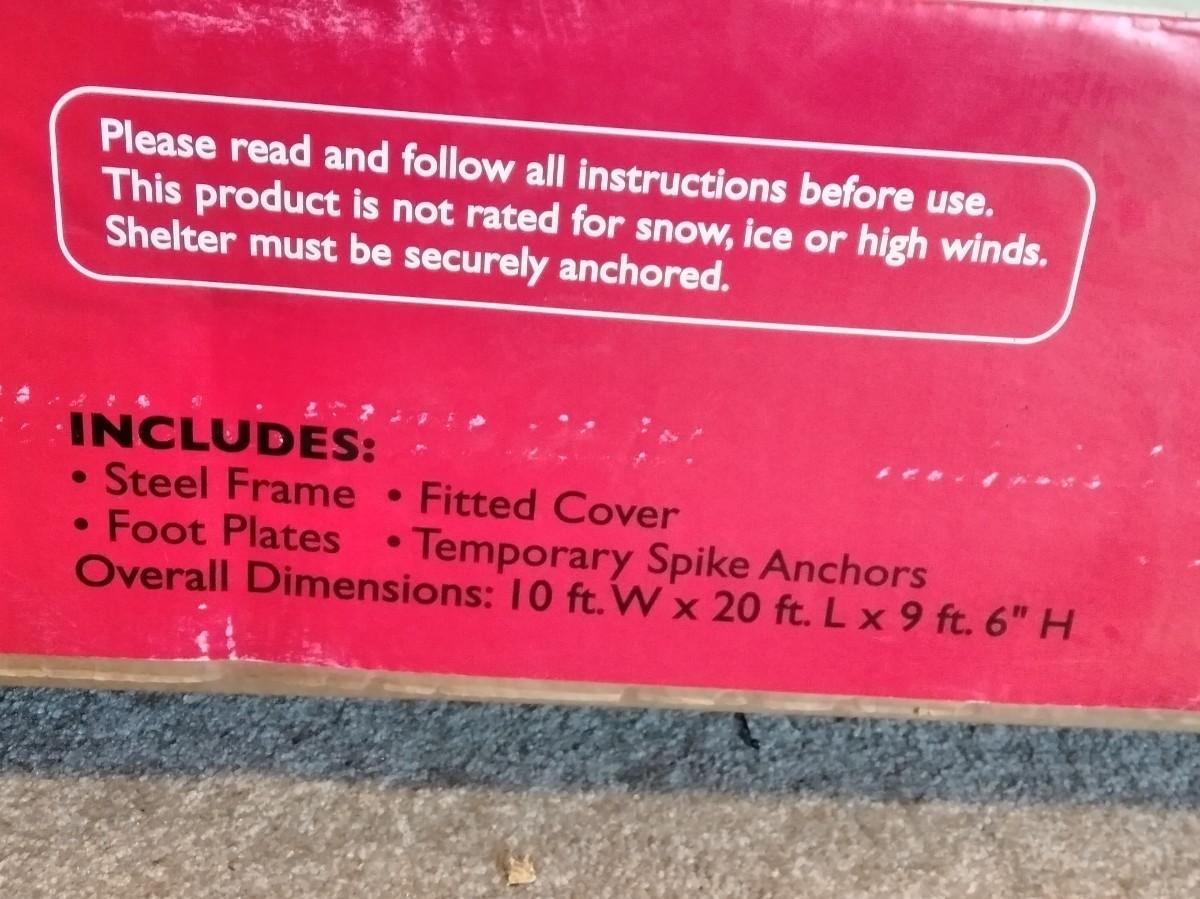 Please read and follow all instructions before use.
This product is not rated for snow, ice or high winds.
Shelter must be securely anchored.
INCLUDES:
• Steel Frame • Fitted Cover
• Foot Plates • Temporary Spike Anchors
Overall Dimensions: 10 ft. W x 20 ft. L x 9 ft. 6" H